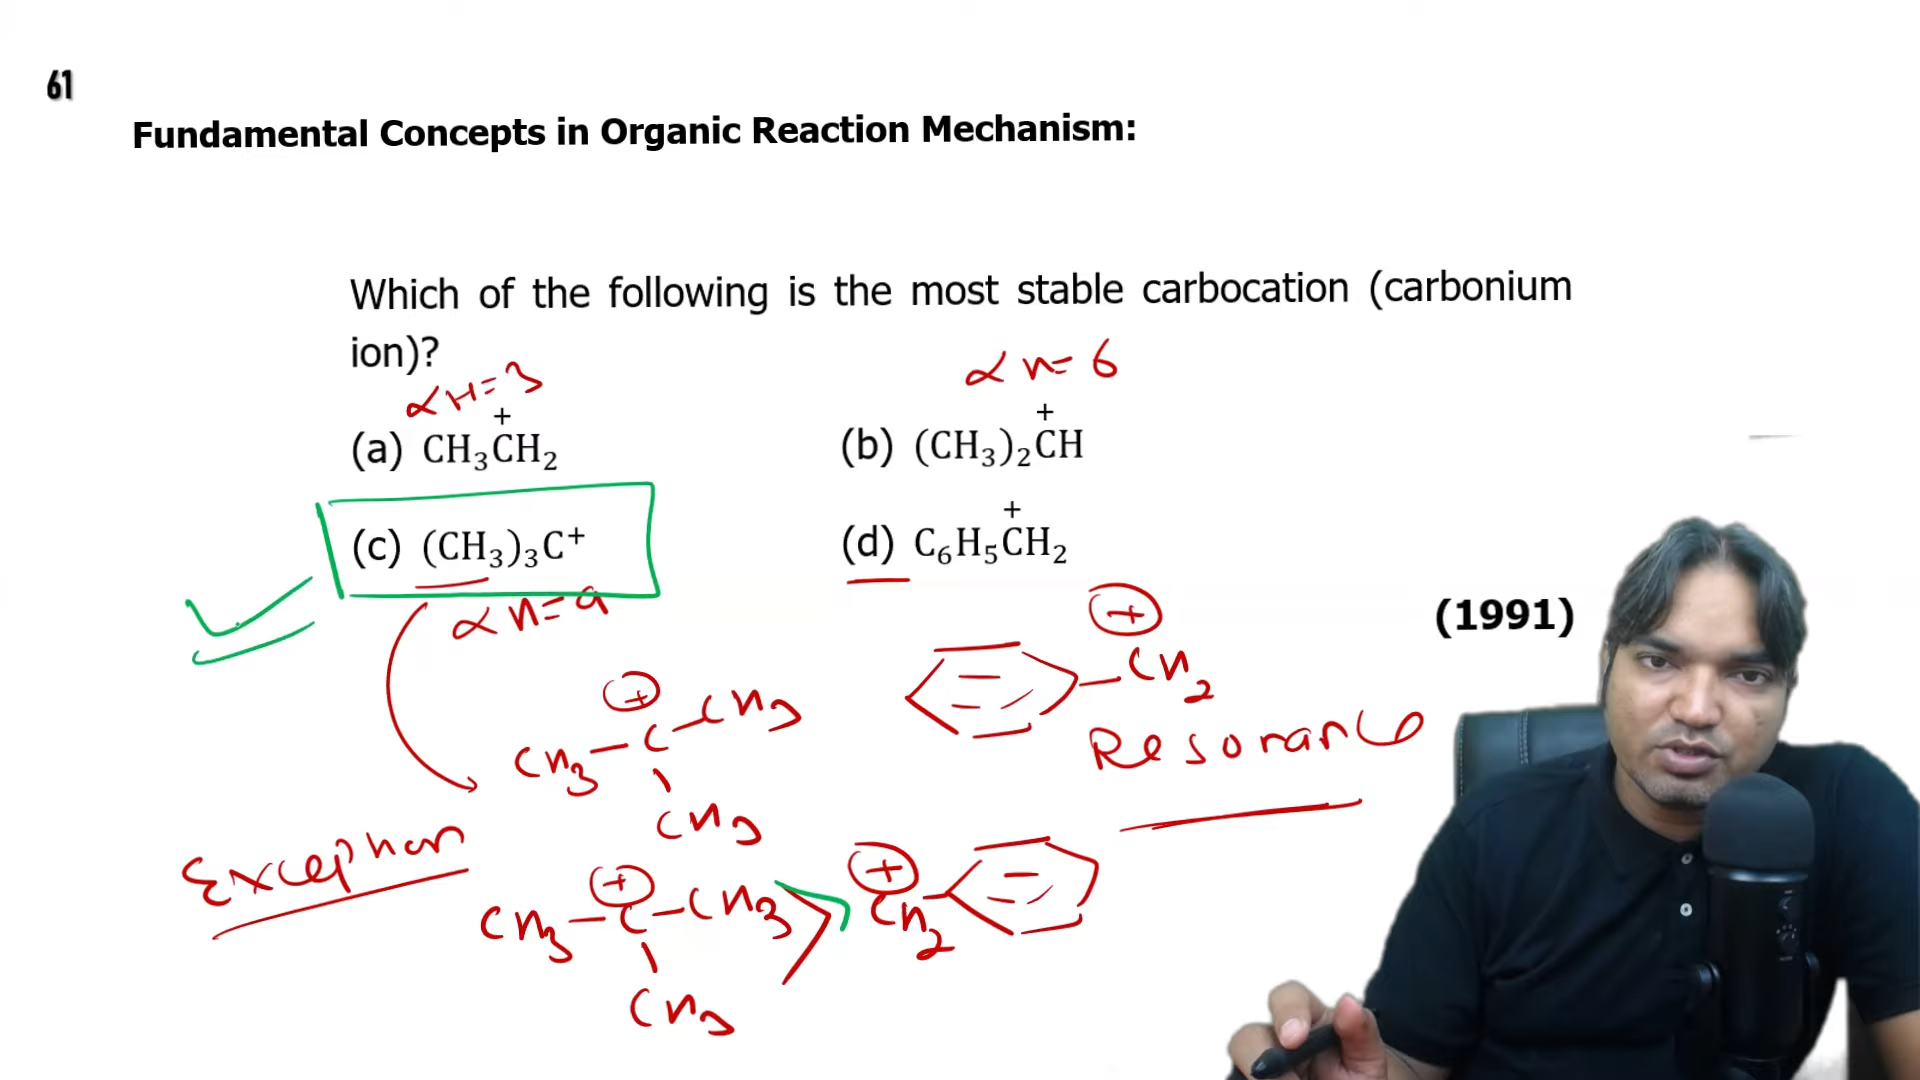 61
Fundamental Concepts in Organic Reaction Mechanism:
Which of the following is the most stable carbocation (carbonium
ion)?
αH=3
αH=6
(a) CH₃C⁺H₂
(b) (CH₃)₂C⁺H
(c) (CH₃)₃C⁺
(d) C₆H₅C⁺H₂
αH=9
(1991)
+
CH₂
+
C
CH₃
CH₃
CH₃
Resonance
Exception
+
CH₃–C–CH₃ > CH₂
+
CH₃